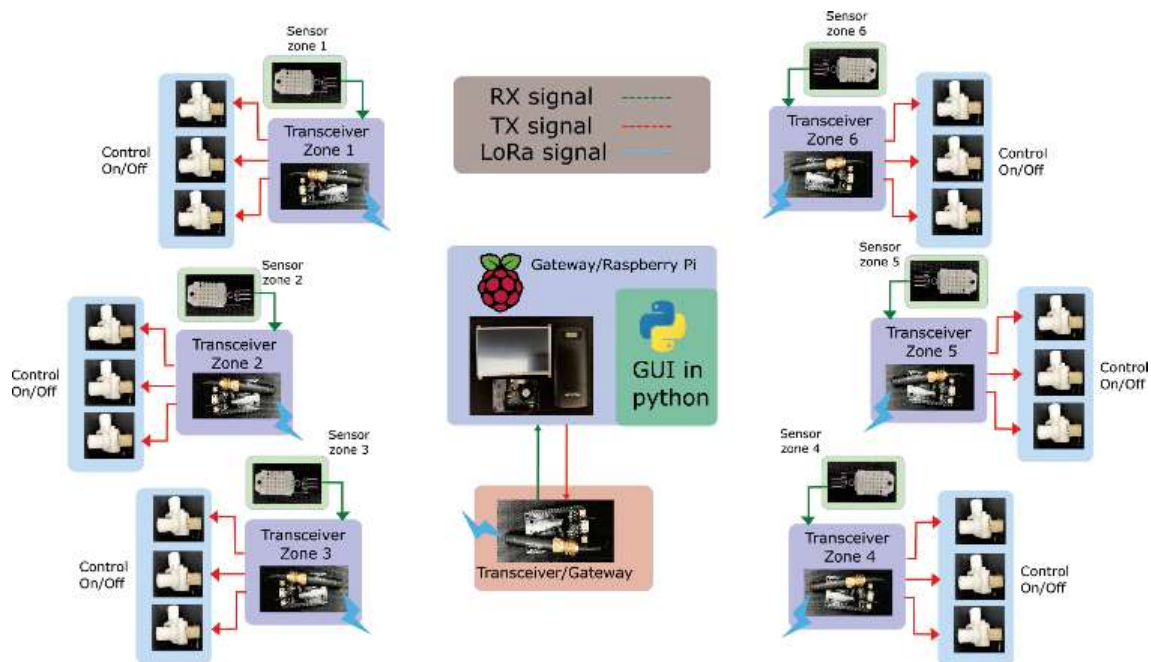 Sensor
zone 1
Transceiver
Zone 1
Control
On/Off
Sensor
zone 2
Transceiver
Zone 2
Control
On/Off
Sensor
zone 3
Transceiver
Zone 3
Control
On/Off
RX signal
TX signal
LoRa signal
Gateway/Raspberry Pi
GUI in
python
Transceiver/Gateway
Sensor
zone 6
Transceiver
Zone 6
Control
On/Off
Sensor
zone 5
Transceiver
Zone 5
Control
On/Off
Sensor
zone 4
Transceiver
Zone 4
Control
On/Off